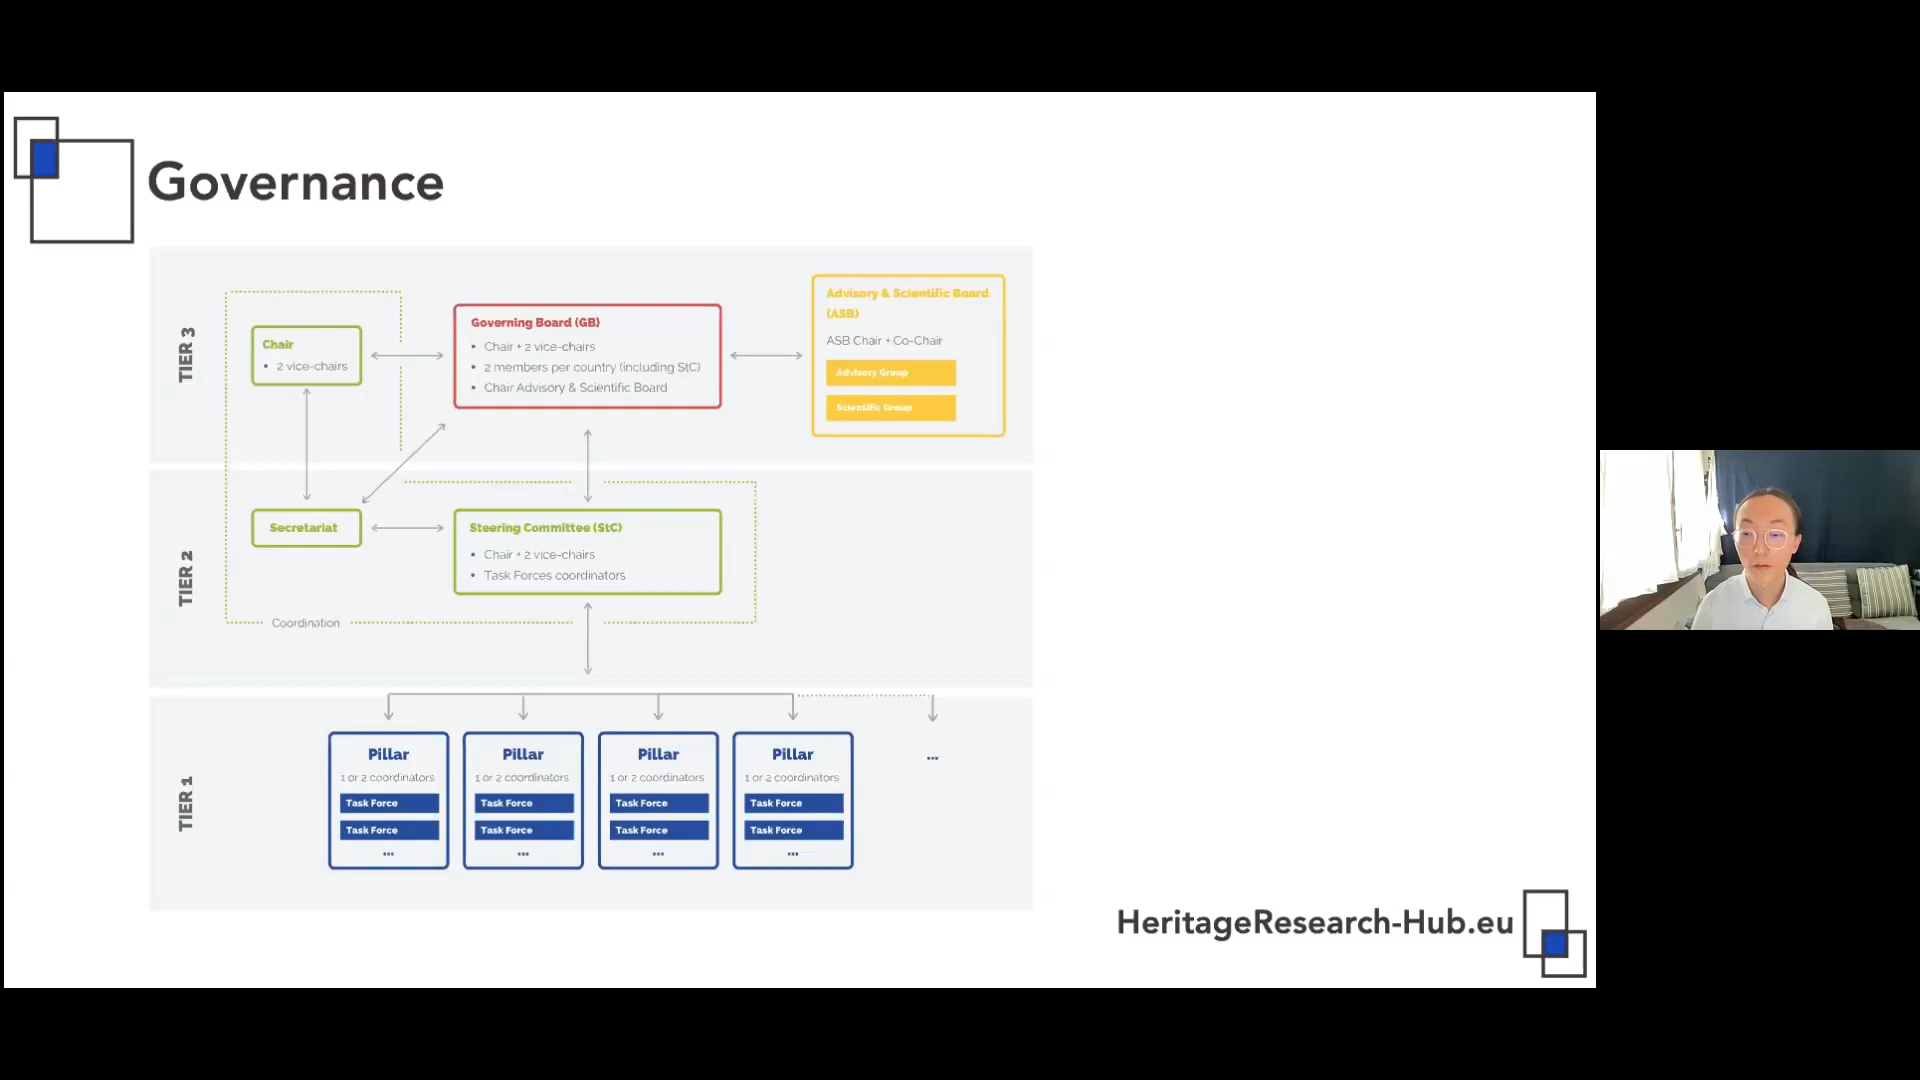 Governance
TIER 3
Chair
• 2 vice-chairs
Governing Board (GB)
• Chair + 2 vice-chairs
• 2 members per country (including StC)
• Chair Advisory & Scientific Board
Advisory & Scientific Board
(ASB)
ASB Chair + Co-Chair
Advisory Group
Scientific Group
TIER 2
Secretariat
Steering Committee (StC)
• Chair + 2 vice-chairs
• Task Forces coordinators
Coordination
TIER 1
Pillar
1 or 2 coordinators
Task Force
Task Force
...
Pillar
1 or 2 coordinators
Task Force
Task Force
...
Pillar
1 or 2 coordinators
Task Force
Task Force
...
Pillar
1 or 2 coordinators
Task Force
Task Force
...
...
HeritageResearch-Hub.eu